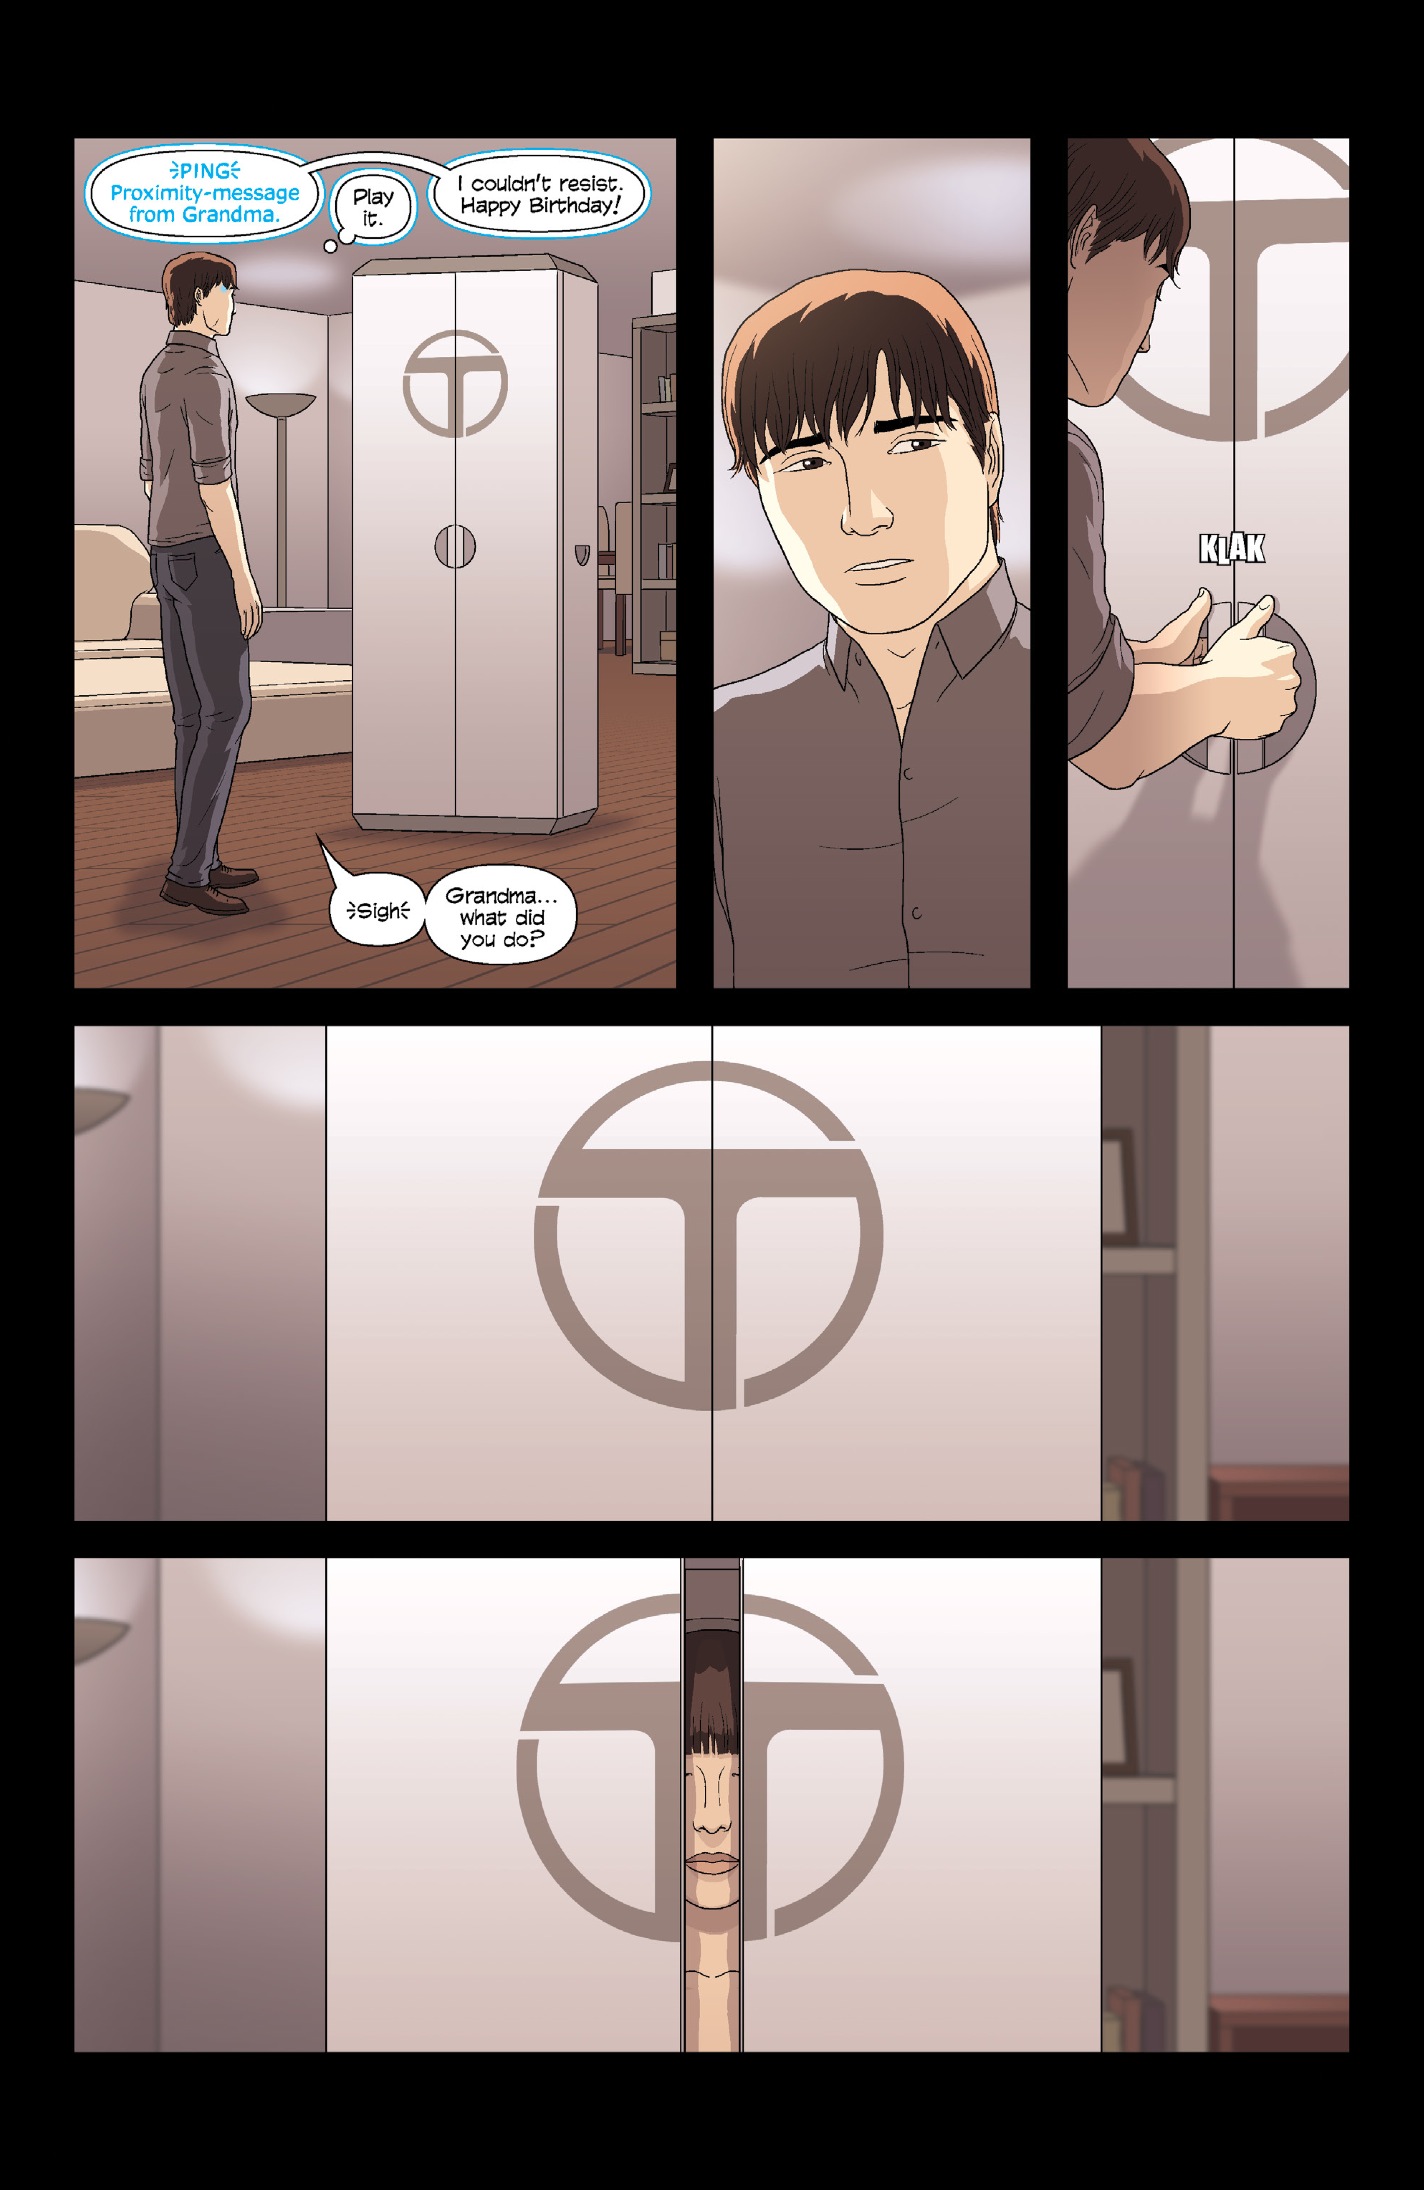 PING
Proximity-message
from Grandma.
Play
it.
I couldn't resist.
Happy Birthday!
Sigh
Grandma...
what did
you do?
T
T
KLAK
T
T